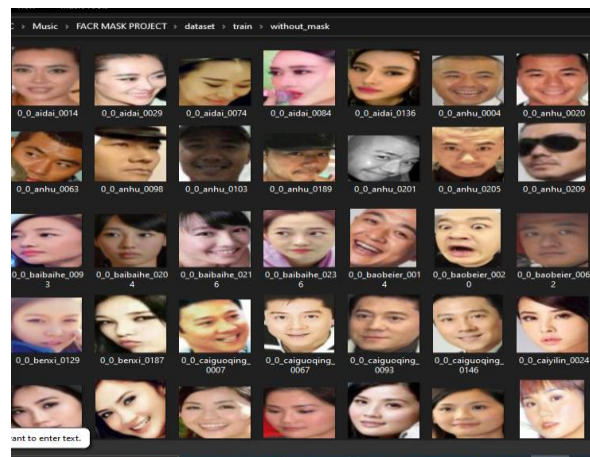 Music > FACR MASK PROJECT > dataset > train > without_mask
0_0_aidai_0014 0_0_aidai_0029 0_0_aidai_0074 0_0_aidai_0084 0_0_aidai_0136 0_0_anhu_0004 0_0_anhu_0020
0_0_anhu_0063 0_0_anhu_0098 0_0_anhu_0103 0_0_anhu_0189 0_0_anhu_0201 0_0_anhu_0205 0_0_anhu_0209
0_0_baibaihe_009 0_0_baibaihe_020 0_0_baibaihe_021 0_0_baibaihe_023 0_0_baobeier_001 0_0_baobeier_002 0_0_baobeier_006
3 4 6 6 4 0 2
0_0_benxi_0129 0_0_benxi_0187 0_0_caiguoqing_ 0_0_caiguoqing_ 0_0_caiguoqing_ 0_0_caiguoqing_ 0_0_caiyilin_0024
0007 0067 0093 0146
ant to enter text.